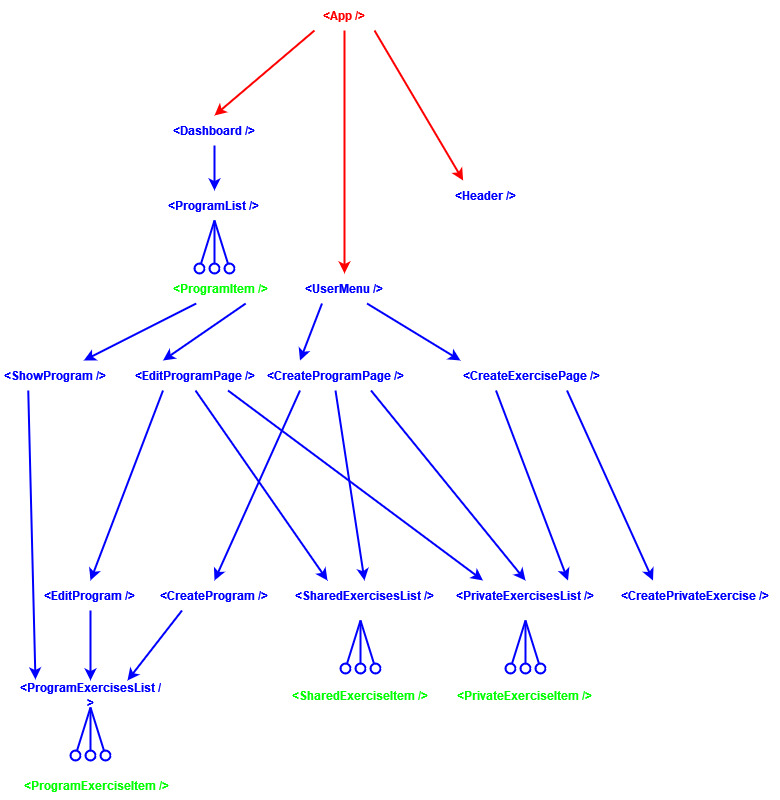 <App />
<Dashboard />
<Header />
<ProgramList />
<ProgramItem />
<UserMenu />
<ShowProgram />
<EditProgramPage />
<CreateProgramPage />
<CreateExercisePage />
<EditProgram />
<CreateProgram />
<SharedExercisesList />
<PrivateExercisesList />
<CreatePrivateExercise />
<ProgramExercisesList /
>
<SharedExerciseItem />
<PrivateExerciseItem />
<ProgramExerciseItem />